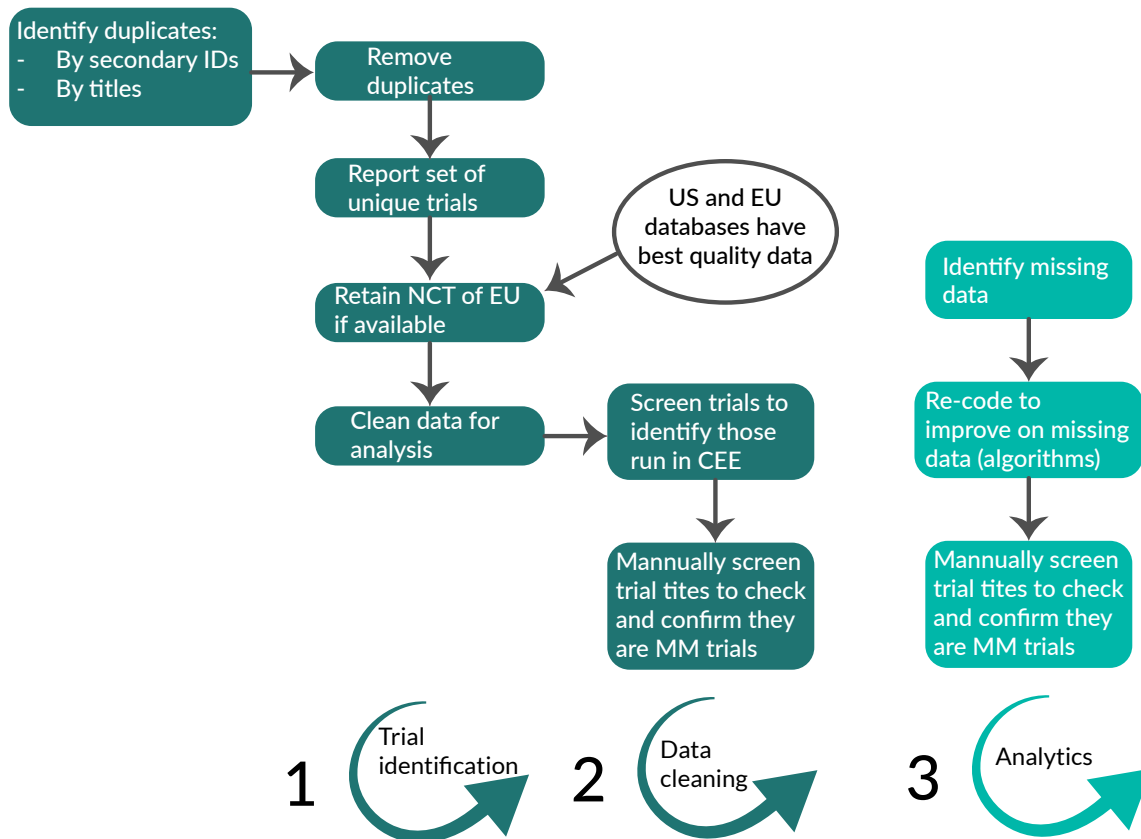 Identify duplicates:
- By secondary IDs
- By titles
Remove
duplicates
Report set of
unique trials
US and EU
databases have
best quality data
Retain NCT of EU
if available
Clean data for
analysis
Screen trials to
identify those
run in CEE
Mannually screen
trial tites to check
and confirm they
are MM trials
Identify missing
data
Re-code to
improve on missing
data (algorithms)
Mannually screen
trial tites to check
and confirm they
are MM trials
1
Trial
identification
2
Data
cleaning
3
Analytics